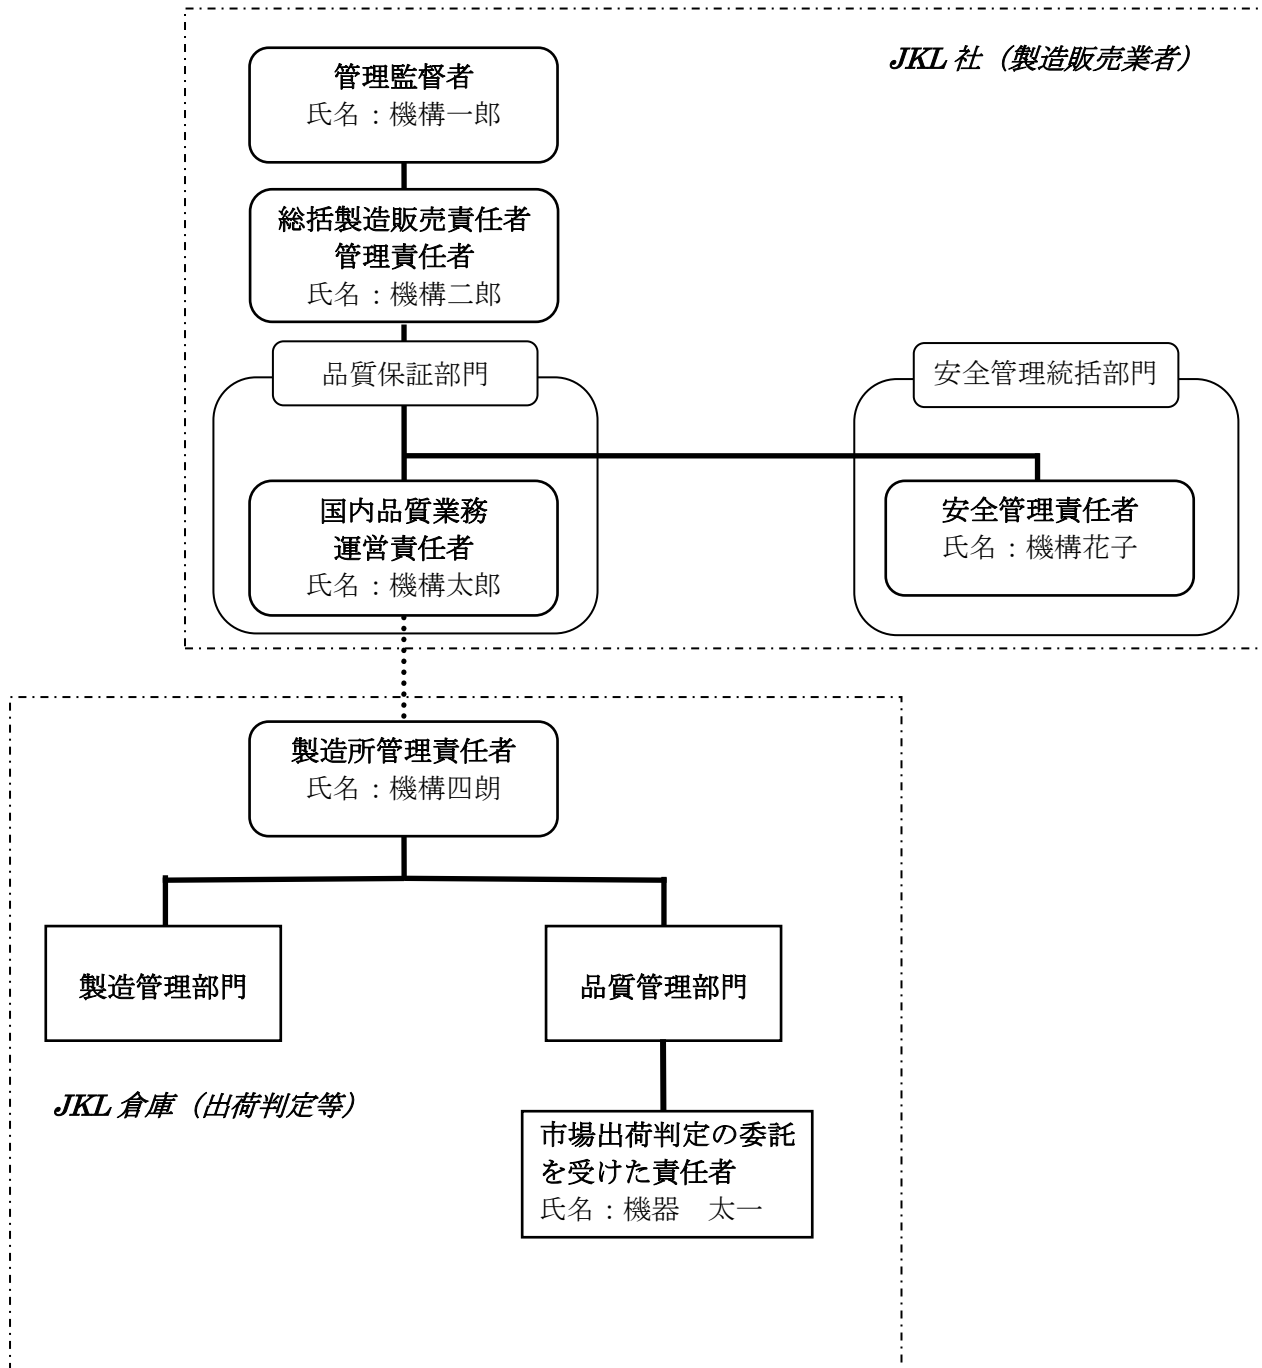 JKL 社（製造販売業者）
管理監督者
氏名：機構一郎
総括製造販売責任者
管理責任者
氏名：機構二郎
品質保証部門
安全管理統括部門
国内品質業務
運営責任者
氏名：機構太郎
安全管理責任者
氏名：機構花子
製造所管理責任者
氏名：機構四朗
製造管理部門
品質管理部門
JKL 倉庫（出荷判定等）
市場出荷判定の委託
を受けた責任者
氏名：機器　太一